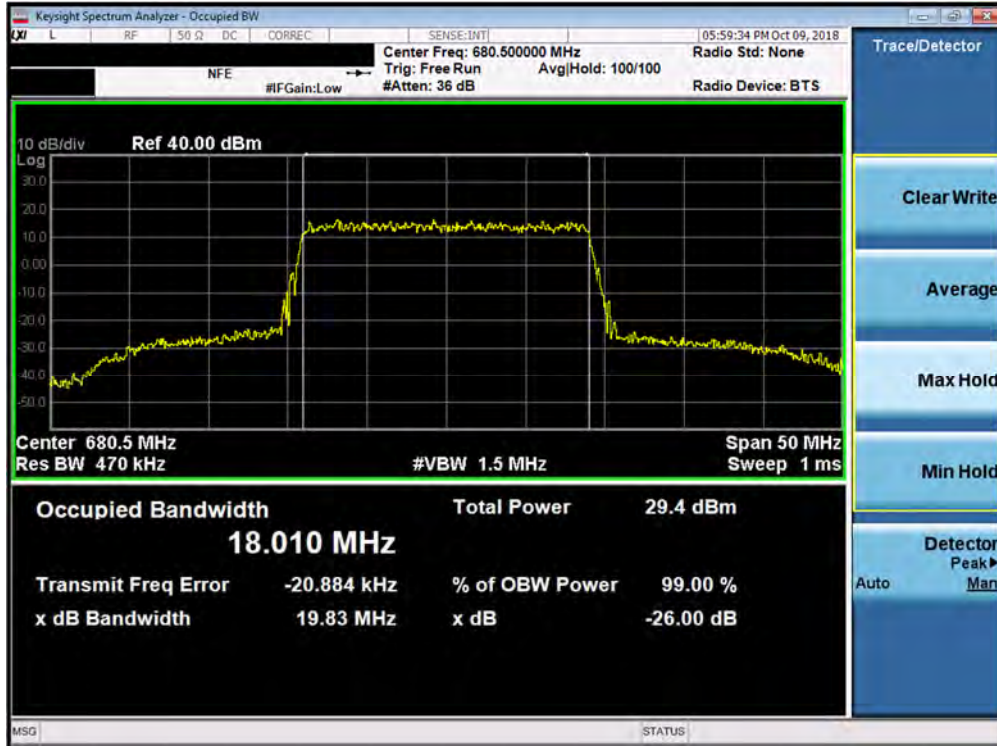 Keysight Spectrum Analyzer - Occupied BW
LXI L RF 50 Ω DC CORREC SENSE:INT 05:59:34 PM Oct 09, 2018
Center Freq: 680.500000 MHz Radio Std: None
NFE Trig: Free Run Avg|Hold: 100/100
#IFGain:Low #Atten: 36 dB Radio Device: BTS
Trace/Detector
10 dB/div Ref 40.00 dBm
Log
30.0
20.0
10.0
0.00
-10.0
-20.0
-30.0
-40.0
-50.0
Center 680.5 MHz Span 50 MHz
Res BW 470 kHz #VBW 1.5 MHz Sweep 1 ms
Occupied Bandwidth Total Power 29.4 dBm
18.010 MHz
Transmit Freq Error -20.884 kHz % of OBW Power 99.00 %
x dB Bandwidth 19.83 MHz x dB -26.00 dB
Clear Write
Average
Max Hold
Min Hold
Detector
Peak▶
Auto Man
MSG STATUS